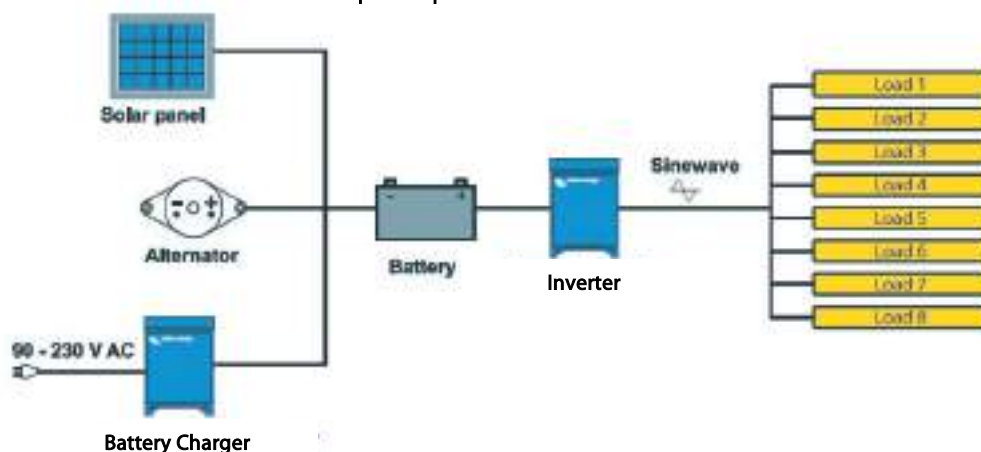 Solar panel
Alternator
90 - 230 V AC
Battery Charger
Battery
Inverter
Sinewave
Load 1
Load 2
Load 3
Load 4
Load 5
Load 6
Load 7
Load 8